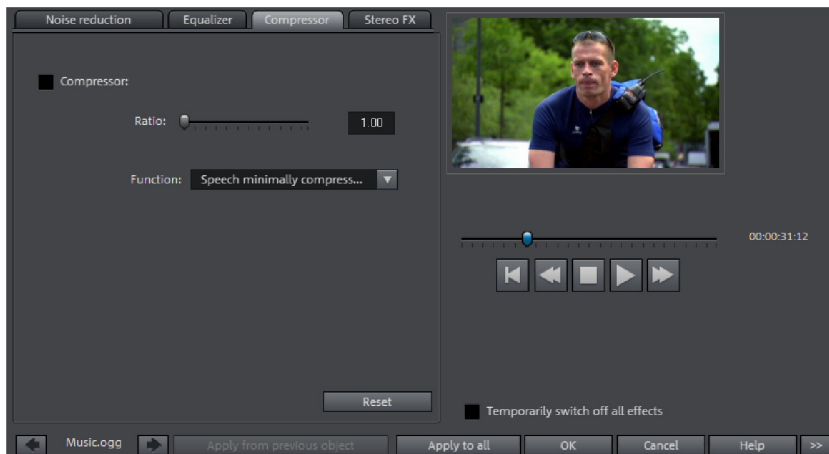 Noise reduction Equalizer Compressor Stereo FX
Compressor:
Ratio: 1.00
Function: Speech minimally compress...
00:00:31:12
Reset
Temporarily switch off all effects
Music.ogg Apply from previous object Apply to all OK Cancel Help >>